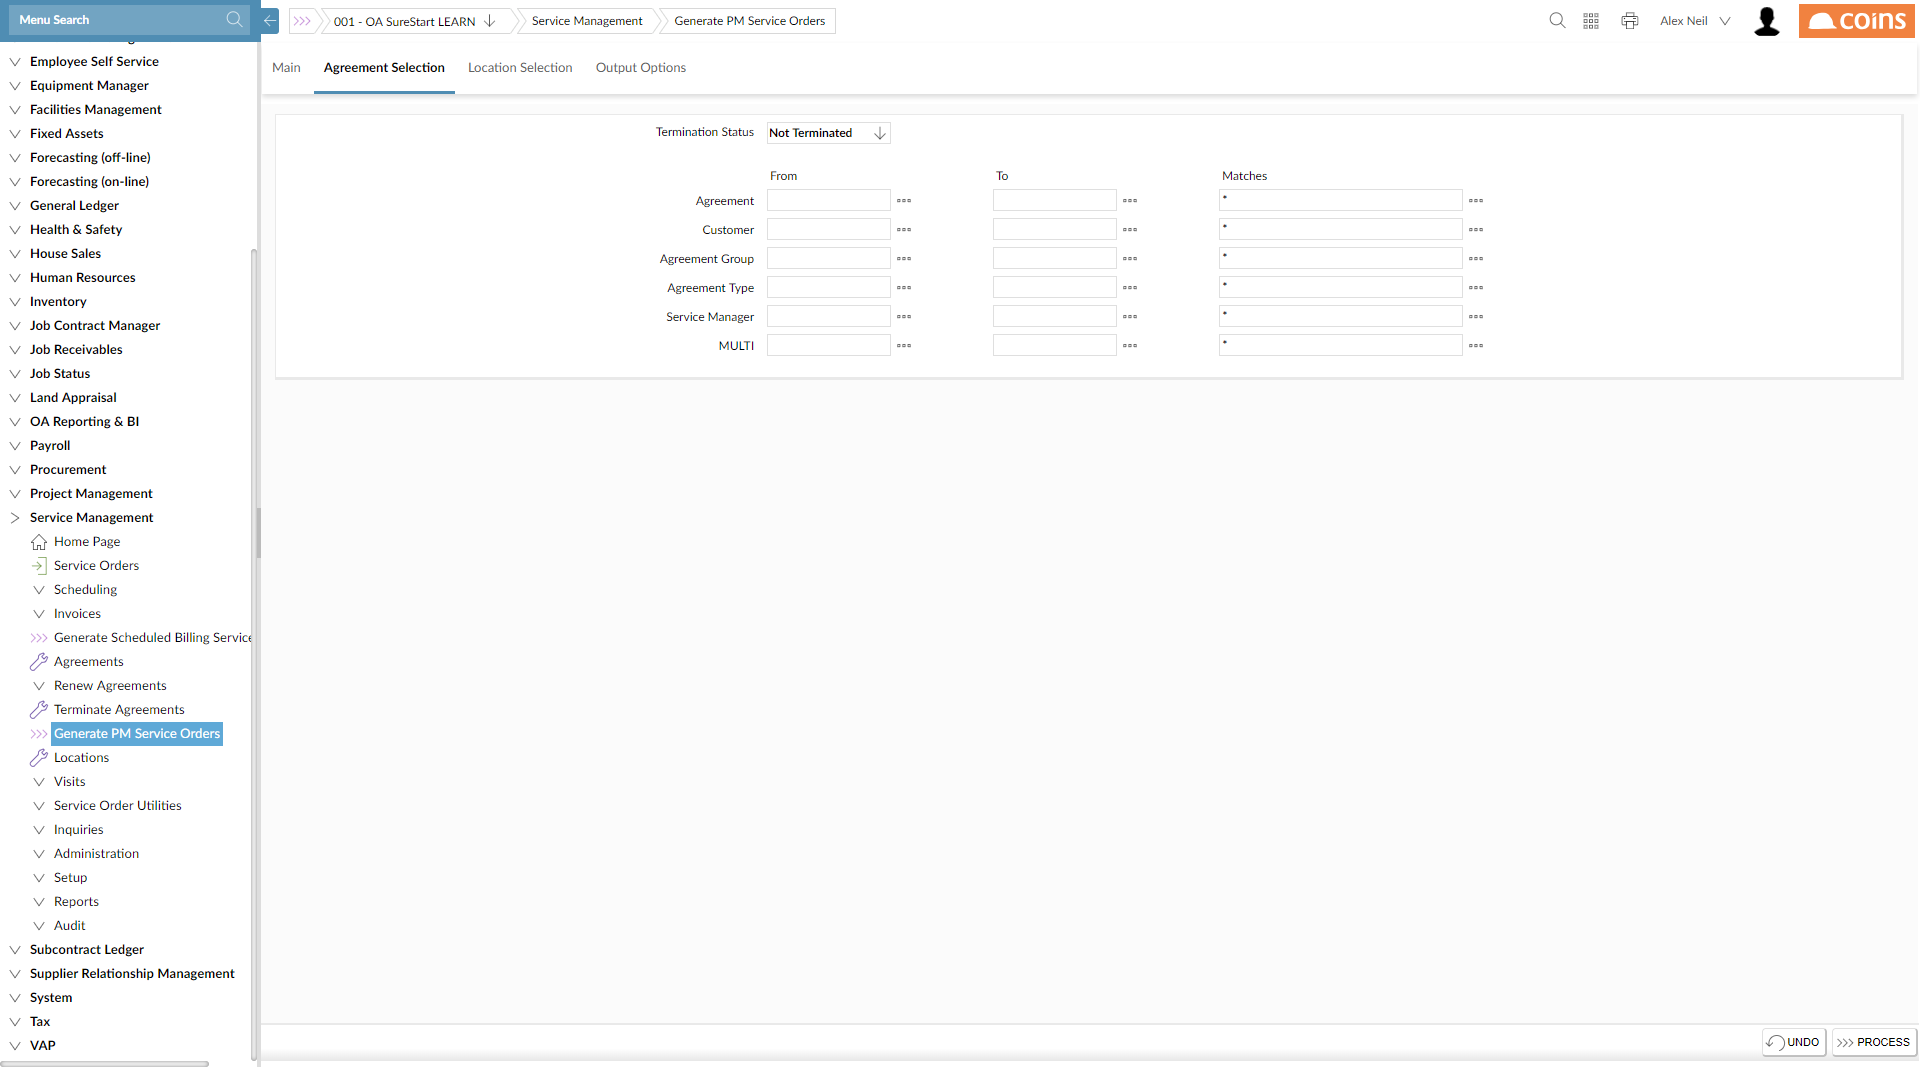 Menu Search
001 - OA SureStart LEARN
Service Management
Generate PM Service Orders
Alex Neil
coins
Main
Agreement Selection
Location Selection
Output Options
Employee Self Service
Equipment Manager
Facilities Management
Fixed Assets
Forecasting (off-line)
Forecasting (on-line)
General Ledger
Health & Safety
House Sales
Human Resources
Inventory
Job Contract Manager
Job Receivables
Job Status
Land Appraisal
OA Reporting & BI
Payroll
Procurement
Project Management
Service Management
Home Page
Service Orders
Scheduling
Invoices
Generate Scheduled Billing Service
Agreements
Renew Agreements
Terminate Agreements
Generate PM Service Orders
Locations
Visits
Service Order Utilities
Inquiries
Administration
Setup
Reports
Audit
Subcontract Ledger
Supplier Relationship Management
System
Tax
VAP
Termination Status Not Terminated
From To Matches
Agreement *
Customer *
Agreement Group *
Agreement Type *
Service Manager *
MULTI *
UNDO
PROCESS